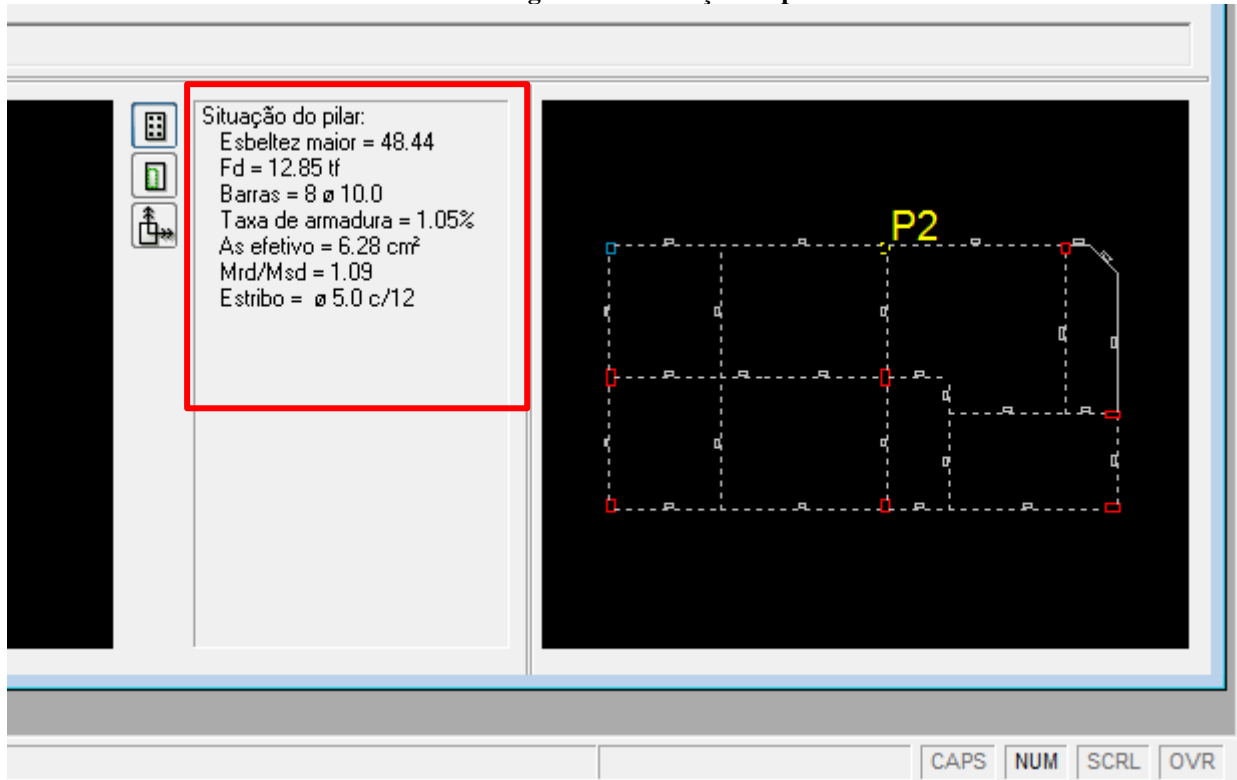 Situação do pilar:
Esbeltez maior = 48.44
Fd = 12.85 tf
Barras = 8 ø 10.0
Taxa de armadura = 1.05%
As efetivo = 6.28 cm²
Mrd/Msd = 1.09
Estribo = ø 5.0 c/12
P2
CAPS NUM SCRL OVR